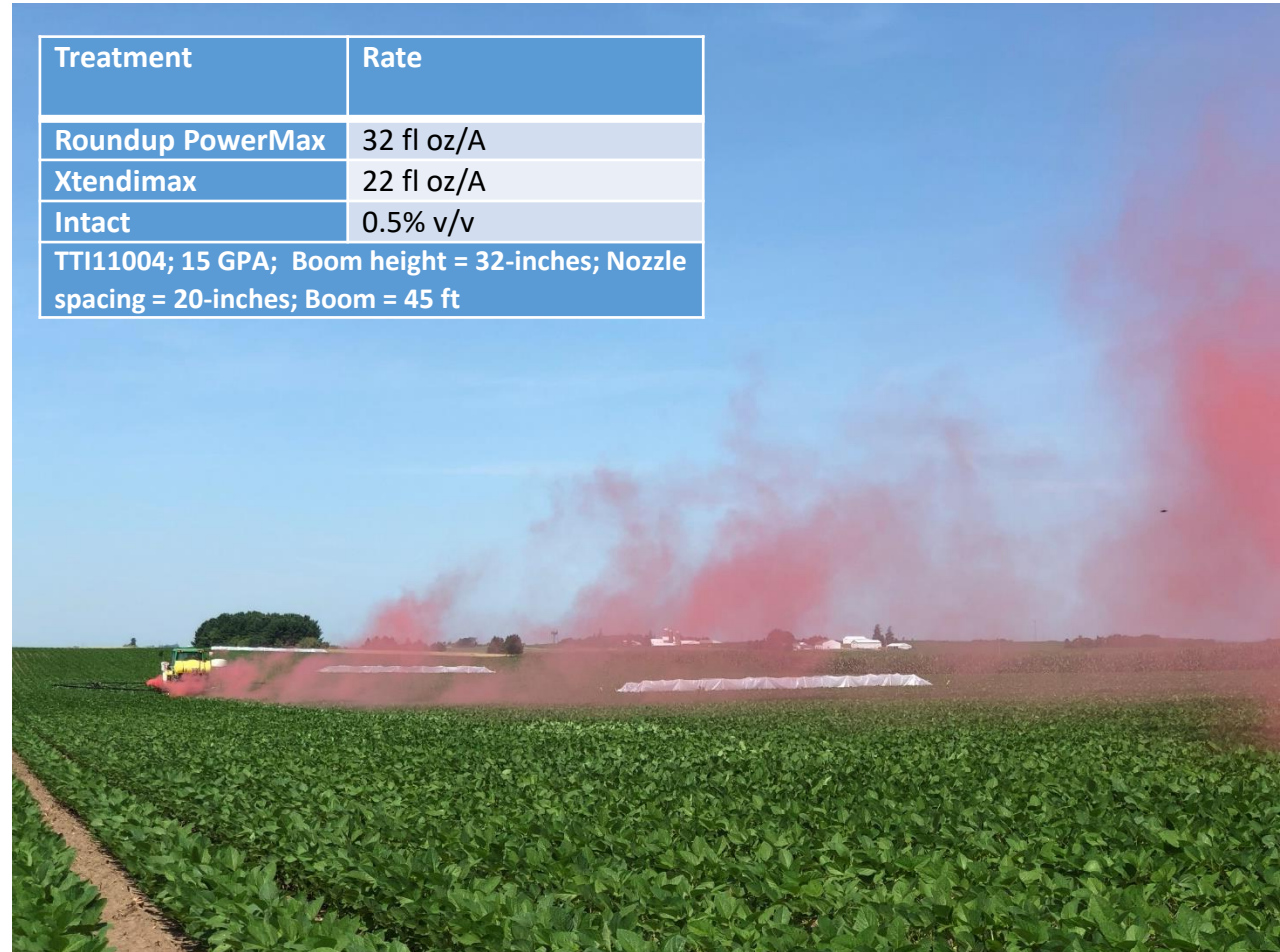 Treatment Rate
Roundup PowerMax 32 fl oz/A
Xtendimax 22 fl oz/A
Intact 0.5% v/v
TTI11004; 15 GPA;  Boom height = 32-inches; Nozzle
spacing = 20-inches; Boom = 45 ft